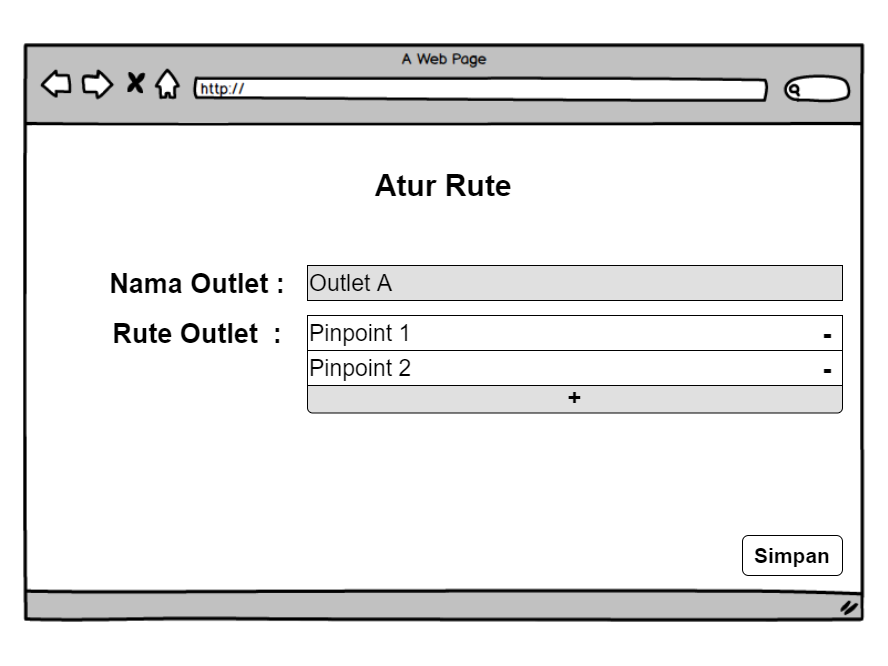 A Web Page
http://
Atur Rute
Nama Outlet : Outlet A
Rute Outlet : Pinpoint 1 -
Pinpoint 2 -
+
Simpan